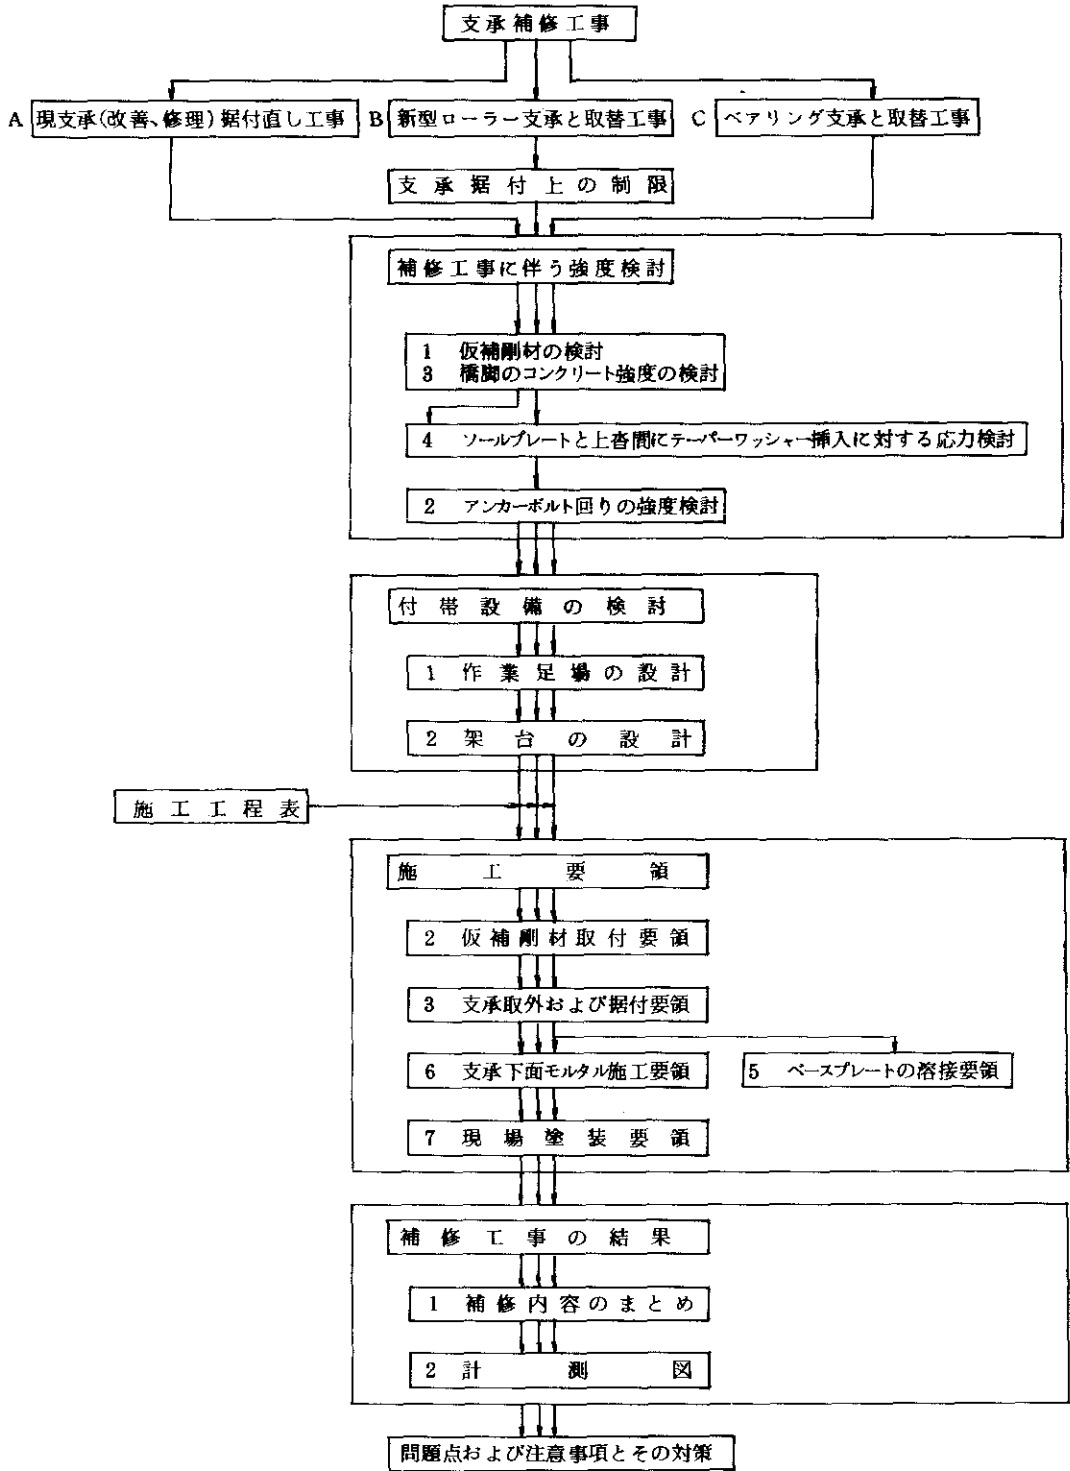 支承補修工事
A 現支承(改善、修理)据付直し工事 B 新型ローラー支承と取替工事 C ベアリング支承と取替工事
支承据付上の制限
補修工事に伴う強度検討
1 仮補剛材の検討
3 橋脚のコンクリート強度の検討
4 ソールプレートと上沓間にテーパーワッシャー挿入に対する応力検討
2 アンカーボルト回りの強度検討
付帯設備の検討
1 作業足場の設計
2 架台の設計
施工工程表
施工要領
2 仮補剛材取付要領
3 支承取外および据付要領
6 支承下面モルタル施工要領 5 ベースプレートの溶接要領
7 現場塗装要領
補修工事の結果
1 補修内容のまとめ
2 計測図
問題点および注意事項とその対策